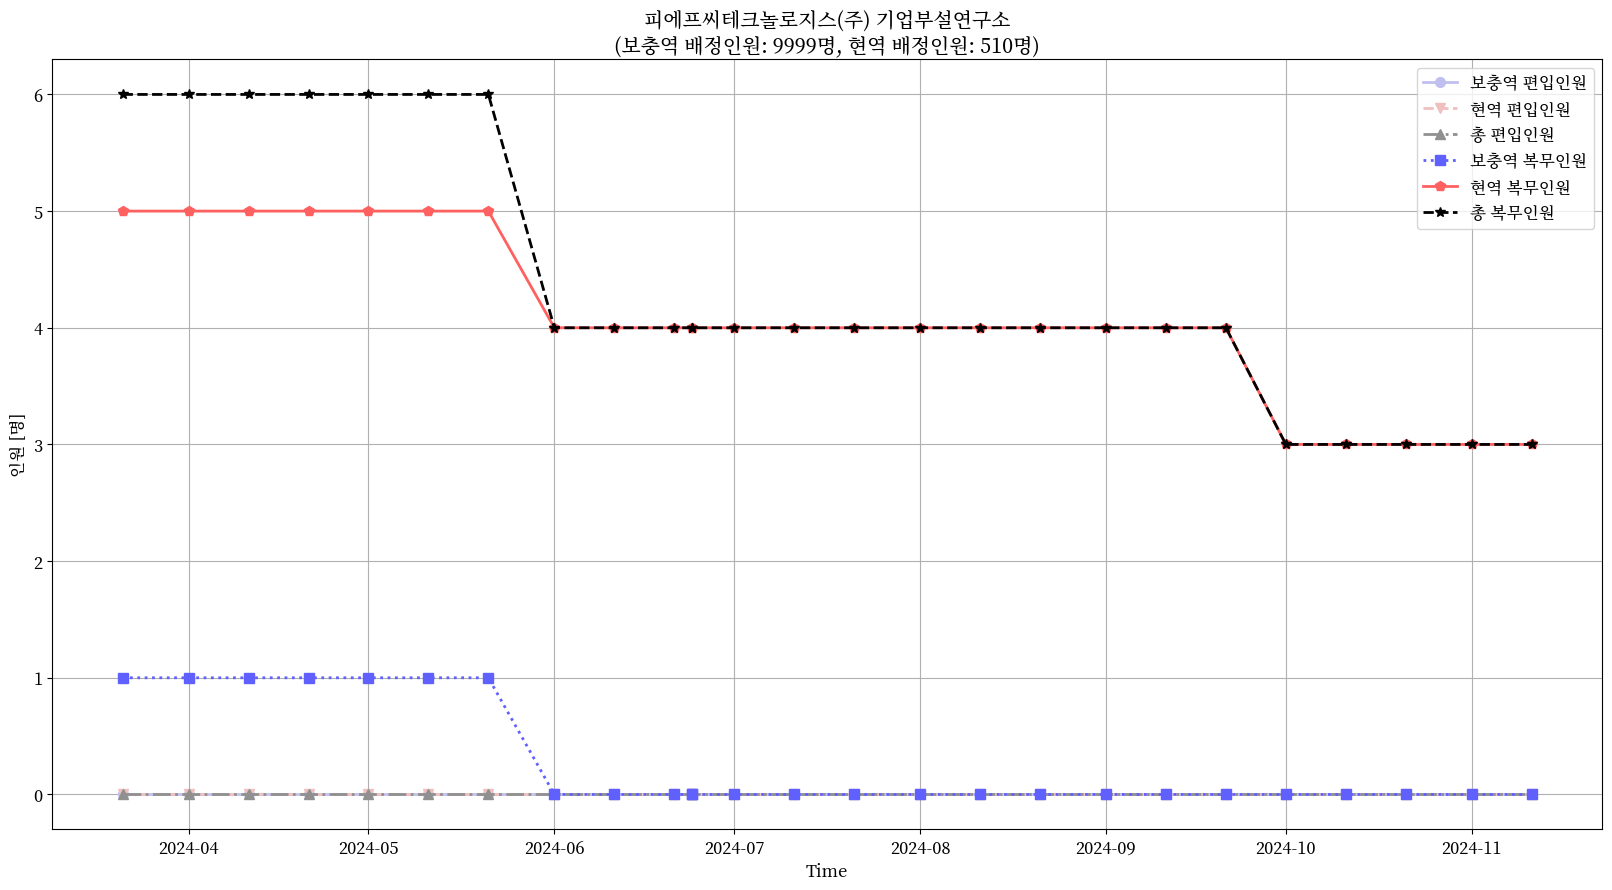 피에프씨테크놀로지스(주) 기업부설연구소
(보충역 배정인원: 9999명, 현역 배정인원: 510명)
보충역 편입인원
현역 편입인원
총 편입인원
보충역 복무인원
현역 복무인원
총 복무인원
인원 [명]
6
5
4
3
2
1
0
2024-04 2024-05 2024-06 2024-07 2024-08 2024-09 2024-10 2024-11
Time